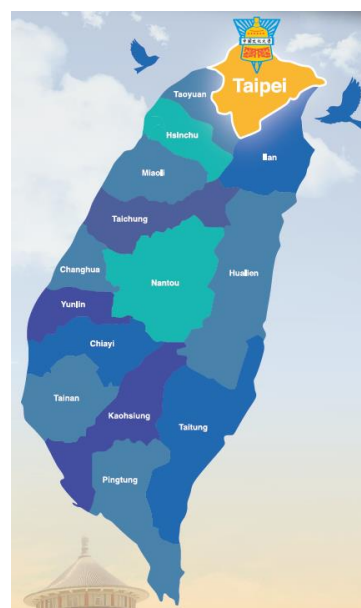 Taipei
Taoyuan
Hsinchu
Ilan
Miaoli
Taichung
Changhua
Hualien
Nantou
Yunlin
Chiayi
Tainan
Kaohsiung
Taitung
Pingtung